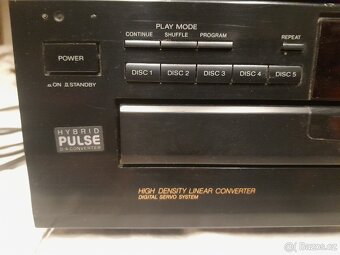 PLAY MODE
CONTINUE SHUFFLE PROGRAM REPEAT
POWER
DISC 1 DISC 2 DISC 3 DISC 4 DISC 5
ON STANDBY
HYBRID
PULSE
D/A CONVERTER
HIGH DENSITY LINEAR CONVERTER
DIGITAL SERVO SYSTEM
Bazos.cz